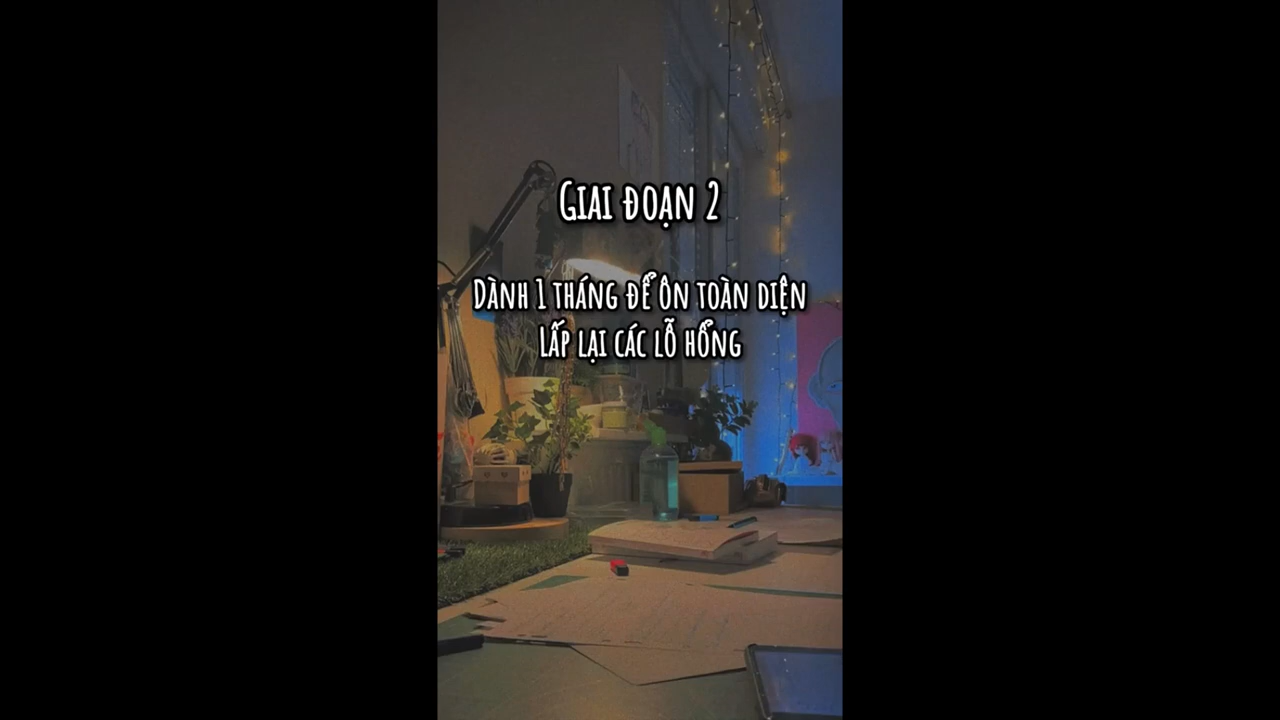 Giai đoạn 2
Dành 1 tháng để ôn toàn diện
Lấp lại các lỗ hổng